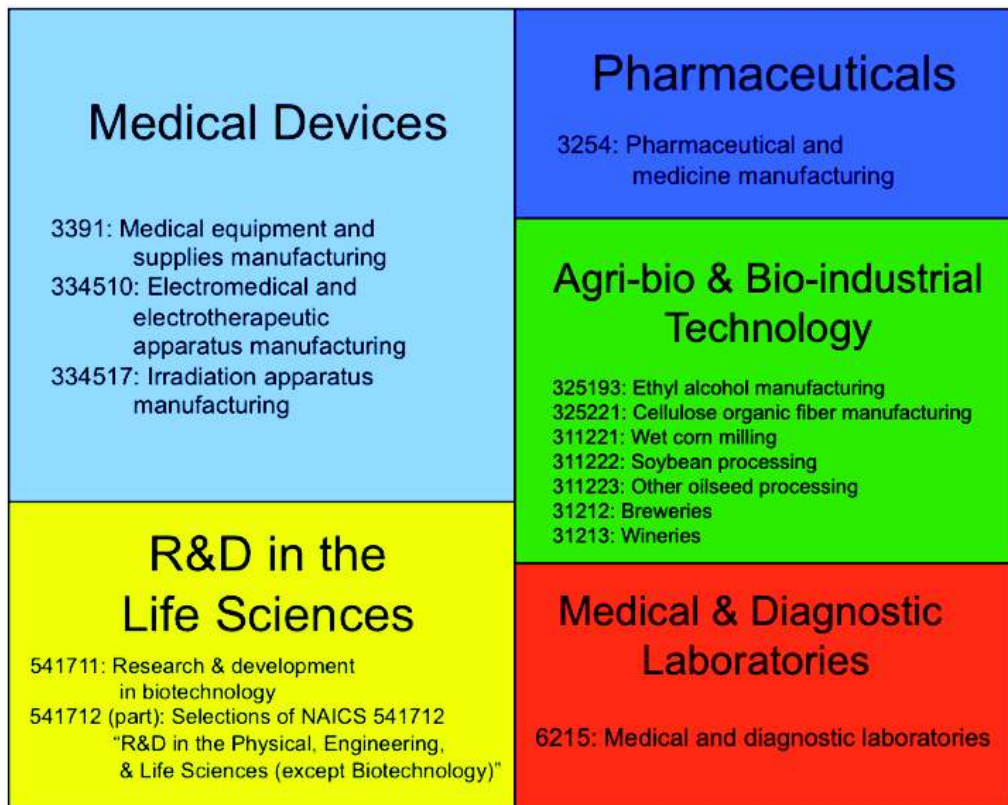 Medical Devices
3391: Medical equipment and
supplies manufacturing
334510: Electromedical and
electrotherapeutic
apparatus manufacturing
334517: Irradiation apparatus
manufacturing
Pharmaceuticals
3254: Pharmaceutical and
medicine manufacturing
Agri-bio & Bio-industrial
Technology
325193: Ethyl alcohol manufacturing
325221: Cellulose organic fiber manufacturing
311221: Wet corn milling
311222: Soybean processing
311223: Other oilseed processing
31212: Breweries
31213: Wineries
R&D in the
Life Sciences
541711: Research & development
in biotechnology
541712 (part): Selections of NAICS 541712
“R&D in the Physical, Engineering,
& Life Sciences (except Biotechnology)”
Medical & Diagnostic
Laboratories
6215: Medical and diagnostic laboratories